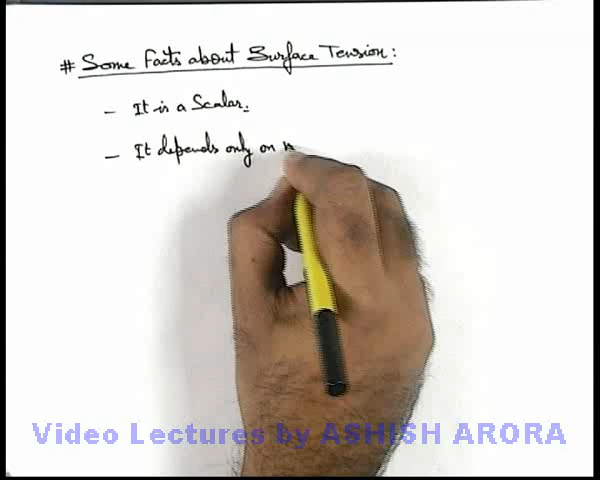 # Some Facts about Surface Tension :
- It is a Scalar.
- It depends only on
Video Lectures by ASHISH ARORA